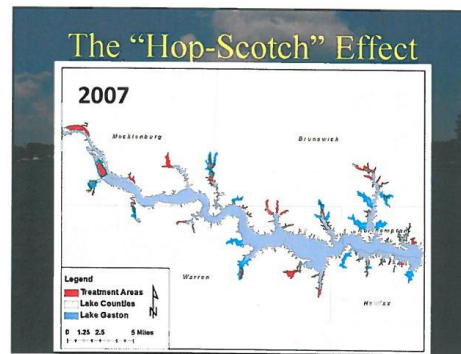 The "Hop-Scotch" Effect
2007
Mecklenburg
Brunswick
Northampton
Warren
Halifax
Legend
Treatment Areas
Lake Counties
Lake Gaston
N
0 1.25 2.5 5 Miles